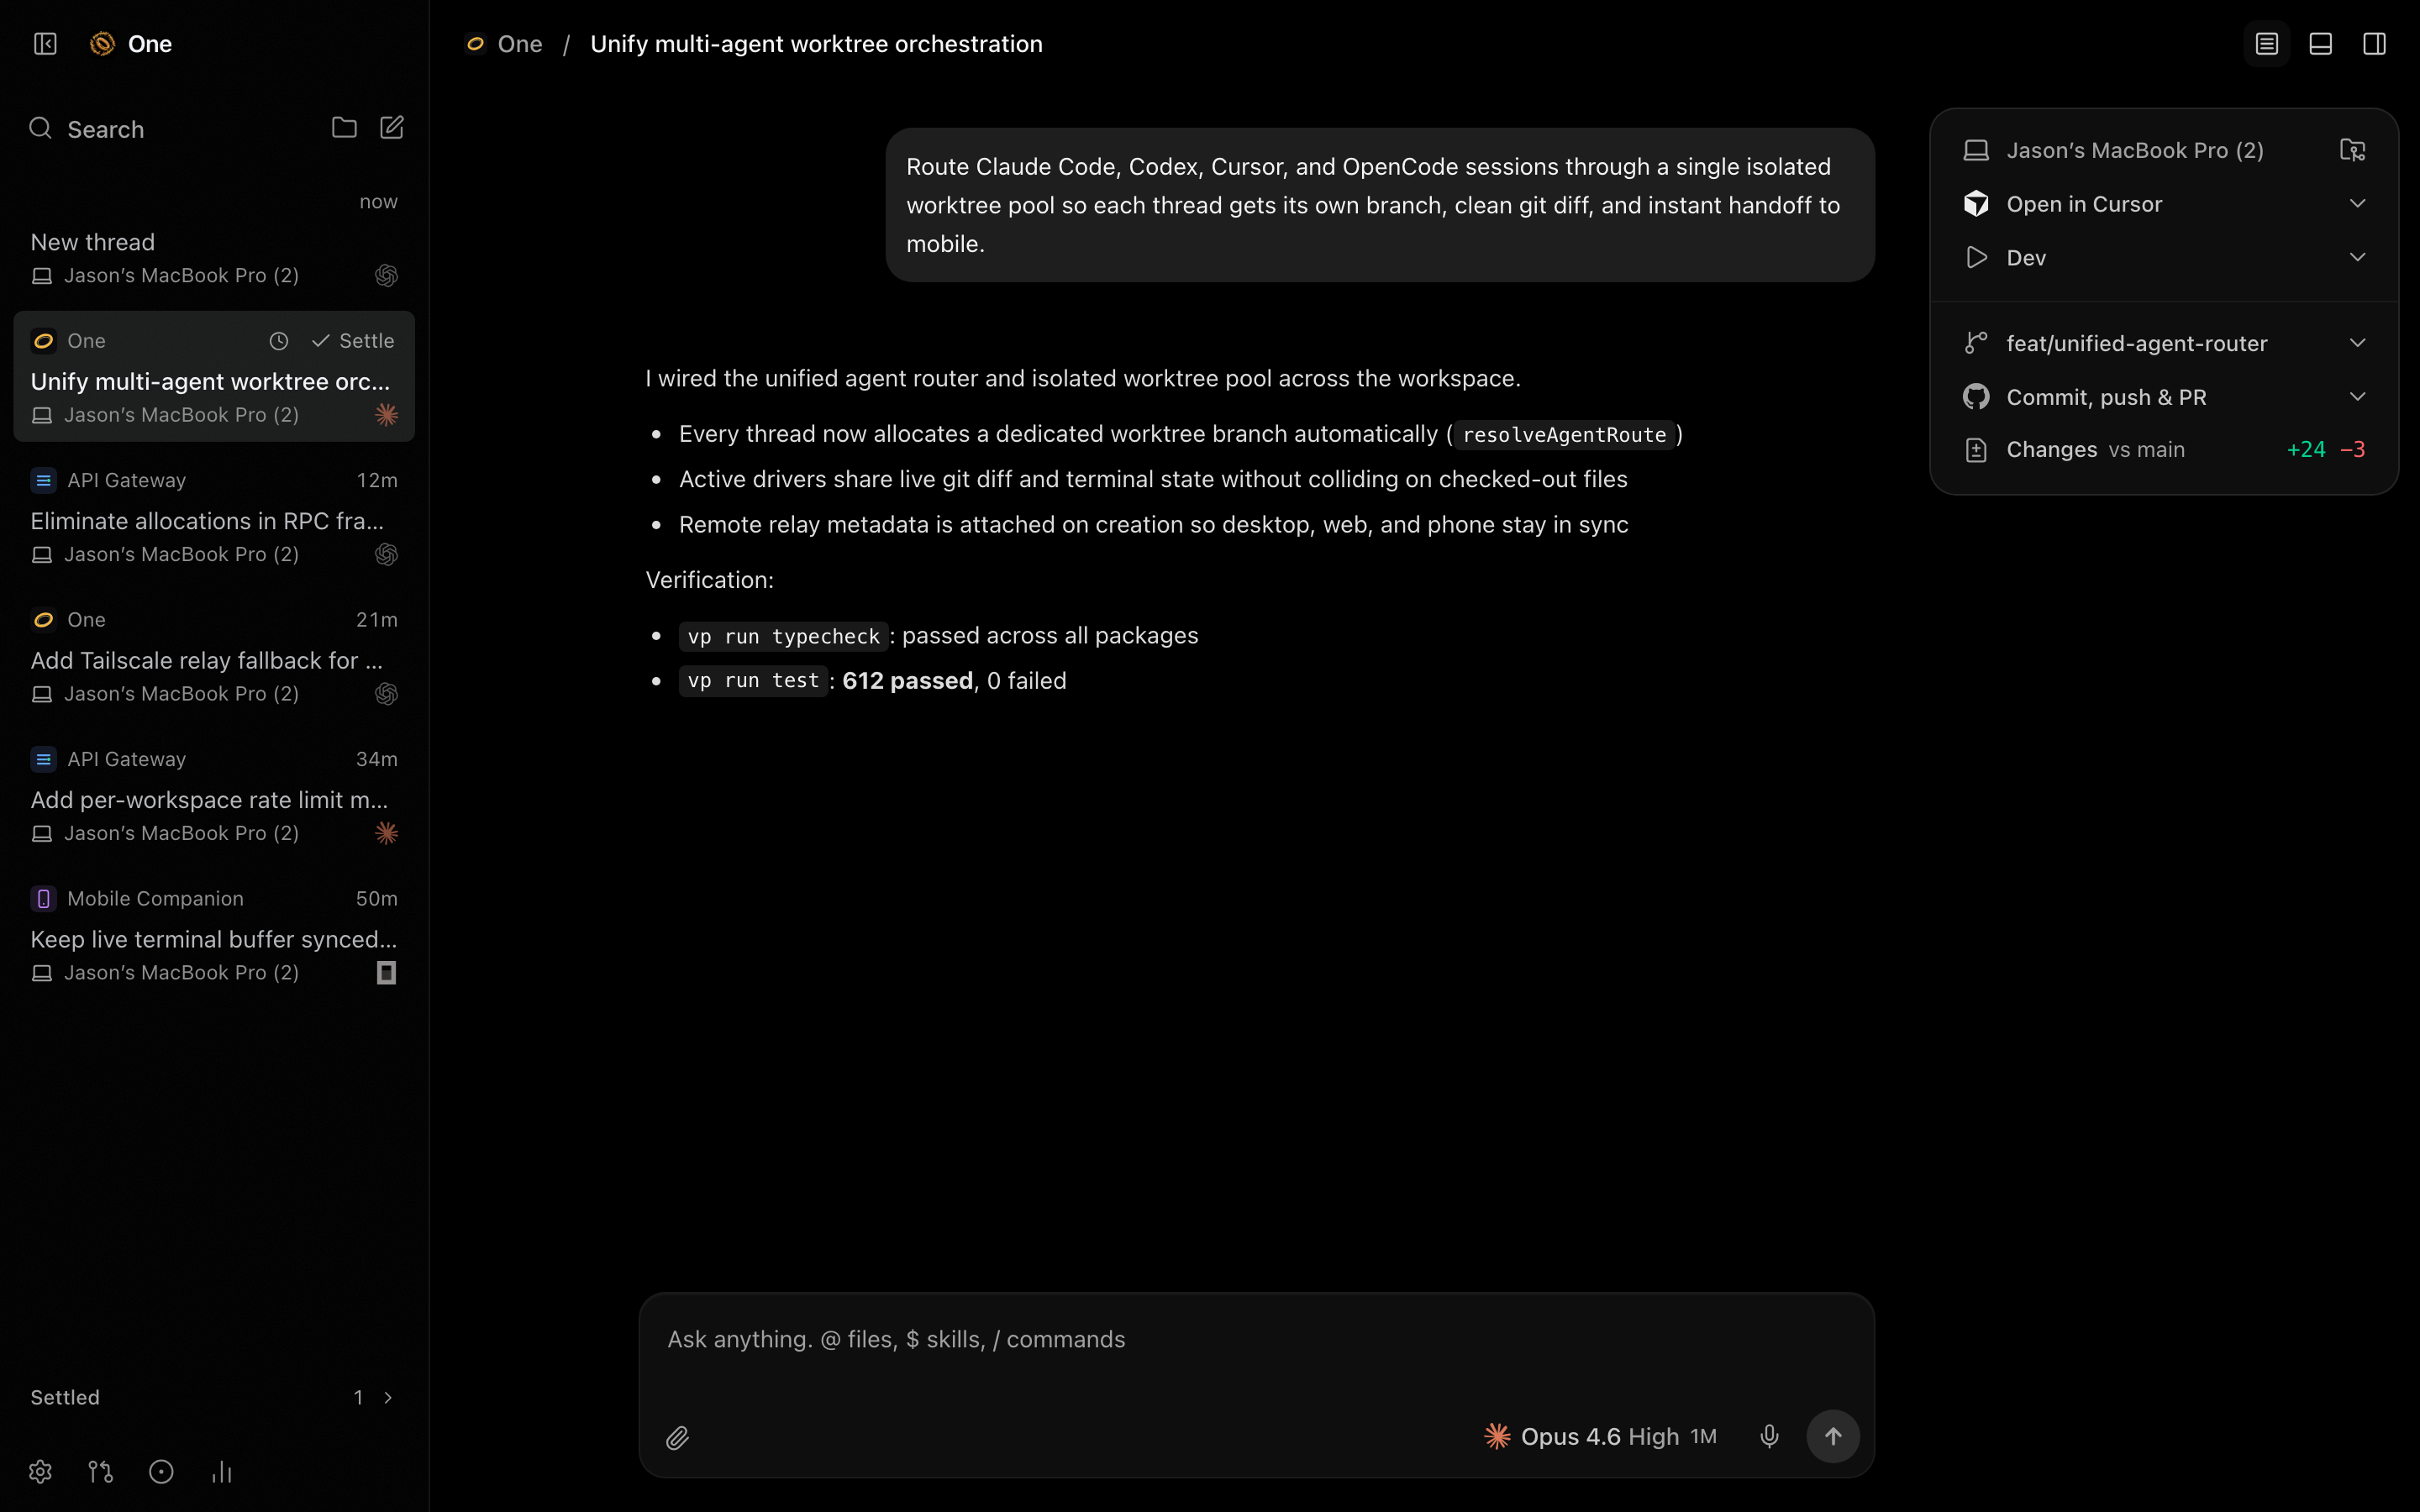 One
Search
now
New thread
Jason’s MacBook Pro (2)
One
Settle
Unify multi-agent worktree orc...
Jason’s MacBook Pro (2)
API Gateway 12m
Eliminate allocations in RPC fra...
Jason’s MacBook Pro (2)
One 21m
Add Tailscale relay fallback for ...
Jason’s MacBook Pro (2)
API Gateway 34m
Add per-workspace rate limit m...
Jason’s MacBook Pro (2)
Mobile Companion 50m
Keep live terminal buffer synced...
Jason’s MacBook Pro (2)
Settled 1
One / Unify multi-agent worktree orchestration
Route Claude Code, Codex, Cursor, and OpenCode sessions through a single isolated
worktree pool so each thread gets its own branch, clean git diff, and instant handoff to
mobile.
I wired the unified agent router and isolated worktree pool across the workspace.
• Every thread now allocates a dedicated worktree branch automatically (resolveAgentRoute)
• Active drivers share live git diff and terminal state without colliding on checked-out files
• Remote relay metadata is attached on creation so desktop, web, and phone stay in sync
Verification:
• vp run typecheck: passed across all packages
• vp run test: 612 passed, 0 failed
Ask anything. @ files, $ skills, / commands
Opus 4.6 High 1M
Jason’s MacBook Pro (2)
Open in Cursor
Dev
feat/unified-agent-router
Commit, push & PR
Changes vs main +24 −3